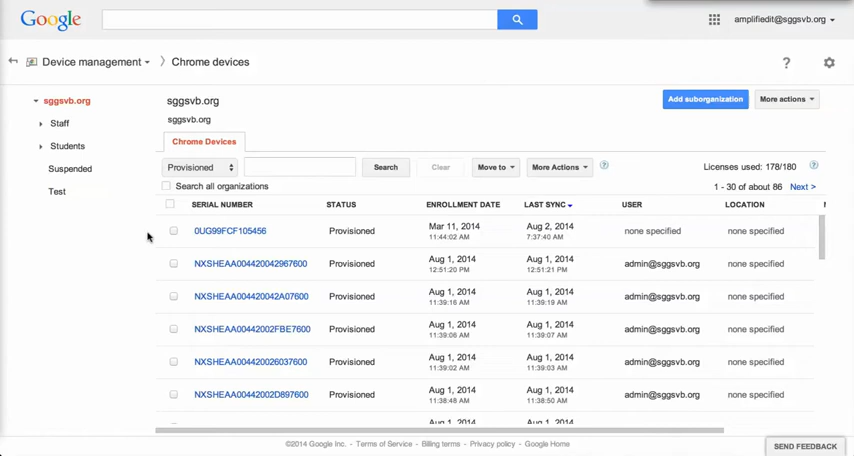 Google
amplifiedit@sggsvb.org
Device management
Chrome devices
sggsvb.org
Staff
Students
Suspended
Test
sggsvb.org
sggsvb.org
Add suborganization
More actions
Chrome Devices
Provisioned
Search
Clear
Move to
More Actions
Licenses used: 178/180
Search all organizations
1 - 30 of about 86 Next >
SERIAL NUMBER STATUS ENROLLMENT DATE LAST SYNC USER LOCATION
0UG99FCF105456 Provisioned Mar 11, 2014 Aug 2, 2014 none specified none specified
11:44:02 AM 7:37:40 AM
NXSHEAA004420042967600 Provisioned Aug 1, 2014 Aug 1, 2014 admin@sggsvb.org none specified
12:51:20 PM 12:51:21 PM
NXSHEAA004420042A07600 Provisioned Aug 1, 2014 Aug 1, 2014 admin@sggsvb.org none specified
11:39:16 AM 11:39:19 AM
NXSHEAA00442002FBE7600 Provisioned Aug 1, 2014 Aug 1, 2014 admin@sggsvb.org none specified
11:39:06 AM 11:39:07 AM
NXSHEAA004420026037600 Provisioned Aug 1, 2014 Aug 1, 2014 admin@sggsvb.org none specified
11:39:02 AM 11:39:03 AM
NXSHEAA00442002D897600 Provisioned Aug 1, 2014 Aug 1, 2014 admin@sggsvb.org none specified
11:38:48 AM 11:38:50 AM
Aug 1, 2014 Aug 1, 2014
©2014 Google Inc. - Terms of Service - Billing terms - Privacy policy - Google Home
SEND FEEDBACK